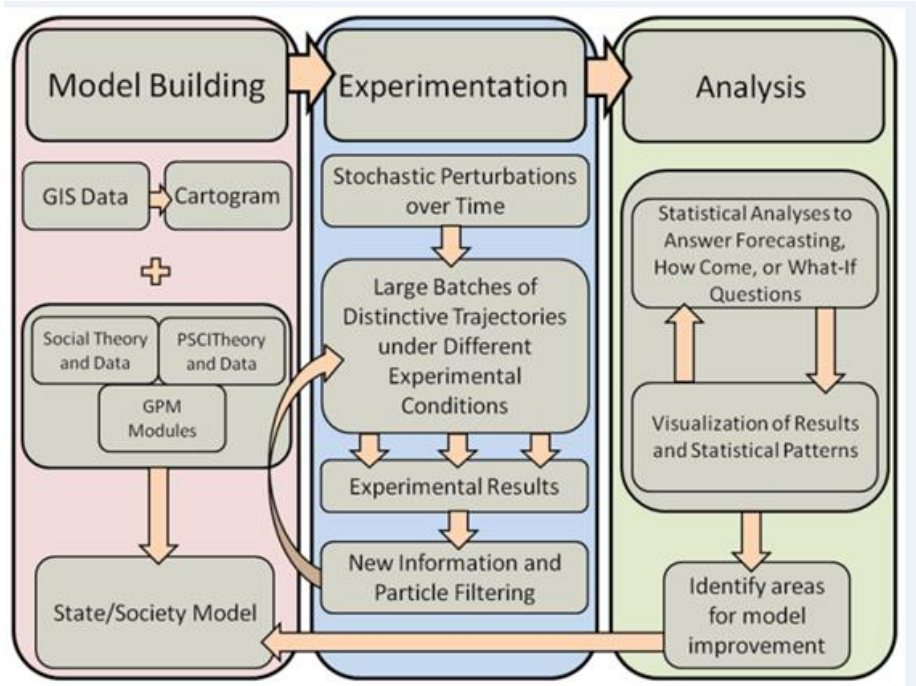 Model Building
GIS Data
Cartogram
Social Theory
and Data
PSCITheory
and Data
GPM
Modules
State/Society Model
Experimentation
Stochastic Perturbations
over Time
Large Batches of
Distinctive Trajectories
under Different
Experimental
Conditions
Experimental Results
New Information and
Particle Filtering
Analysis
Statistical Analyses to
Answer Forecasting,
How Come, or What-If
Questions
Visualization of Results
and Statistical Patterns
Identify areas
for model
improvement